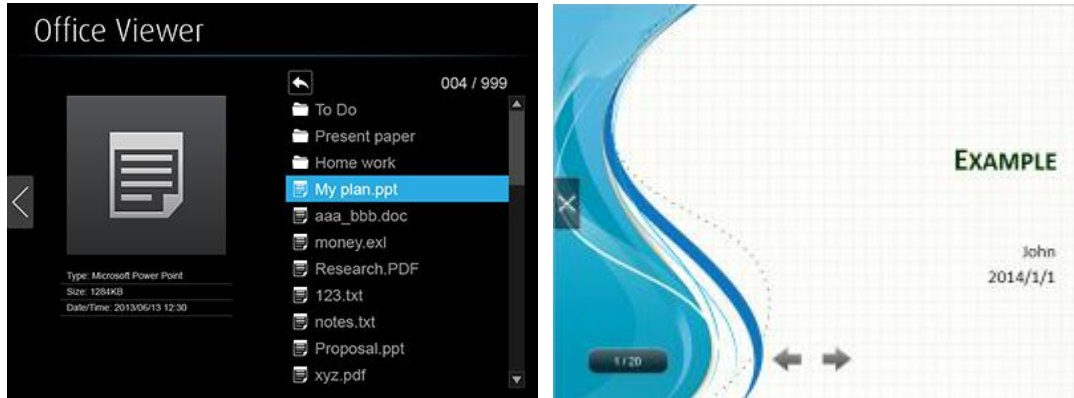 Office Viewer
004 / 999
To Do
Present paper
Home work
My plan.ppt
aaa_bbb.doc
money,exl
Research.PDF
123.txt
notes.txt
Proposal.ppt
xyz.pdf
Type: Microsoft Power Point
Size: 1284KB
Date/Time: 2013/06/13 12:30
EXAMPLE
John
2014/1/1
1 / 20